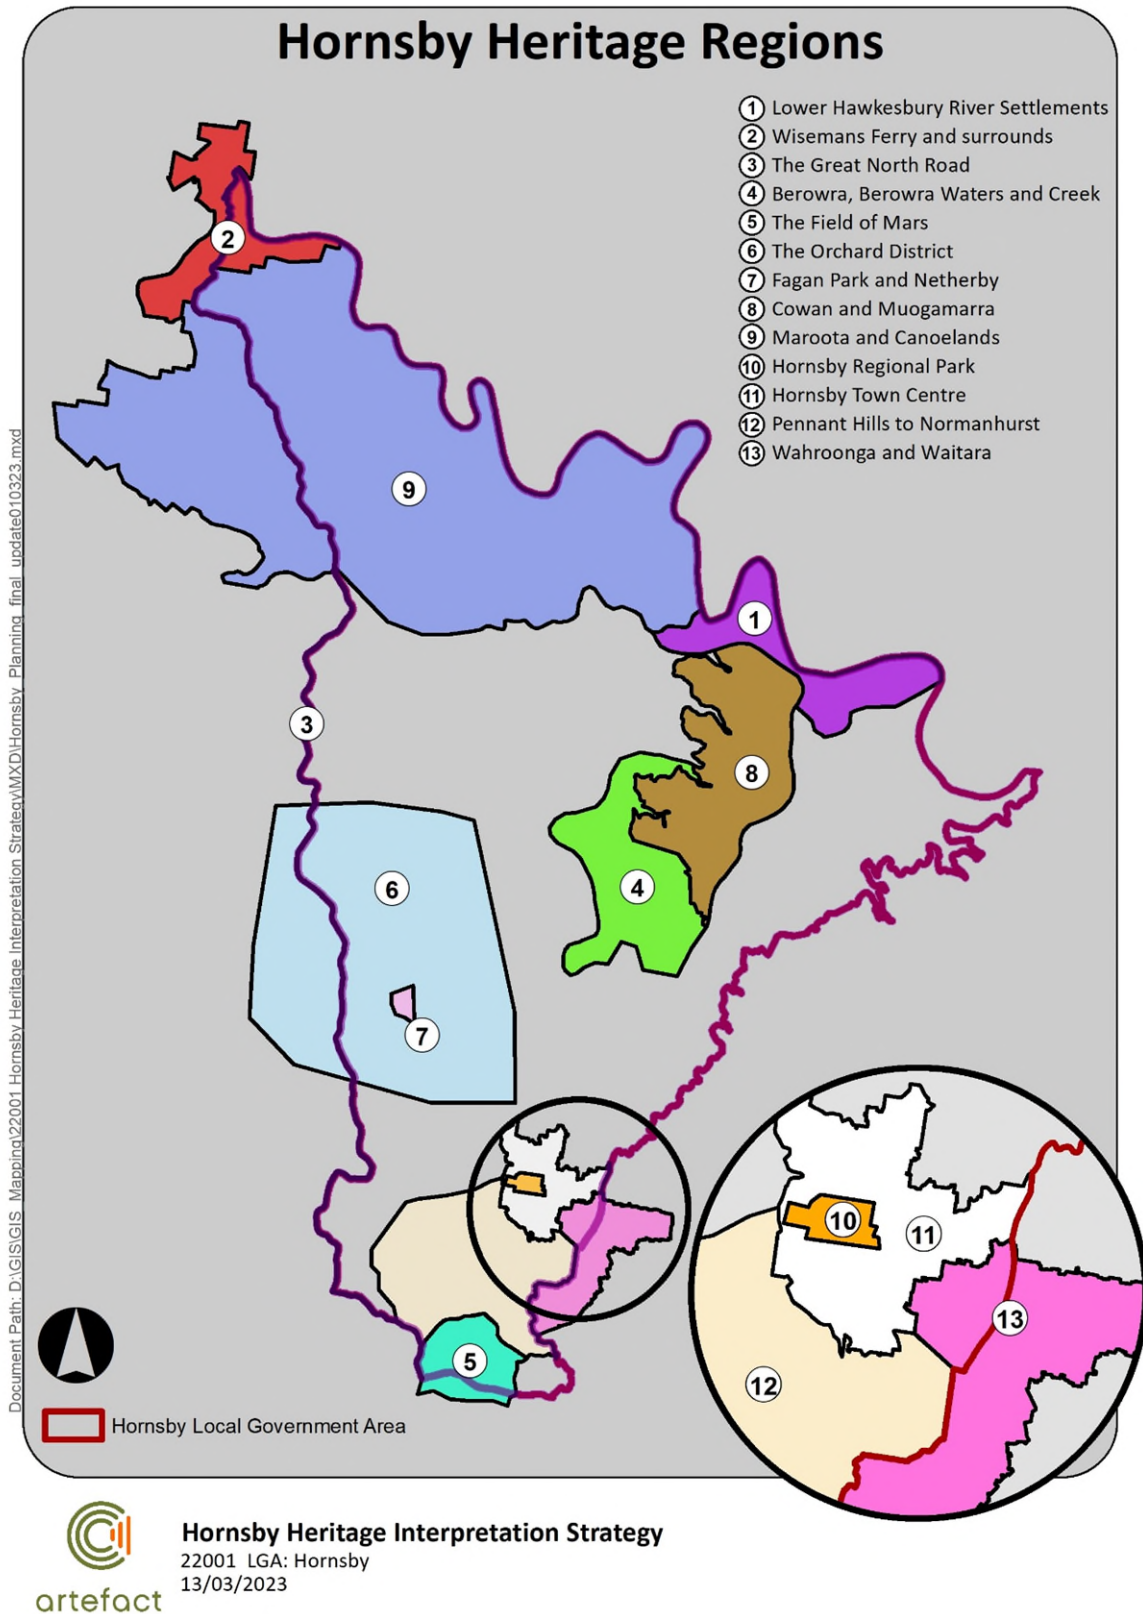 Hornsby Heritage Regions
1 Lower Hawkesbury River Settlements
2 Wisemans Ferry and surrounds
3 The Great North Road
4 Berowra, Berowra Waters and Creek
5 The Field of Mars
6 The Orchard District
7 Fagan Park and Netherby
8 Cowan and Muogamarra
9 Maroota and Canoelands
10 Hornsby Regional Park
11 Hornsby Town Centre
12 Pennant Hills to Normanhurst
13 Wahroonga and Waitara
2
9
1
3
8
6
4
7
5
10
11
13
12
Document Path: D:\GIS\GIS_Mapping\22001 Hornsby Heritage Interpretation Strategy\MXD\Hornsby_Planning_final_update010323.mxd
Hornsby Local Government Area
artefact
Hornsby Heritage Interpretation Strategy
22001 LGA: Hornsby
13/03/2023